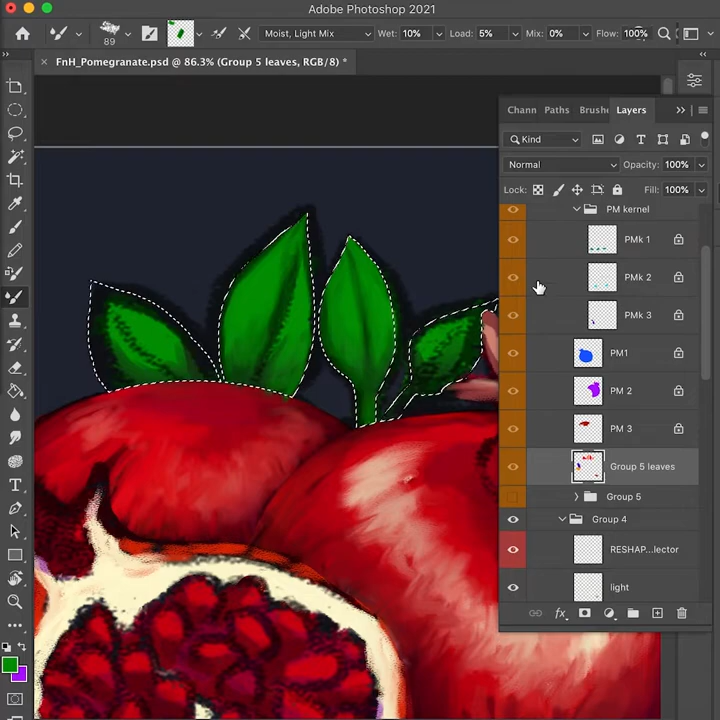 Adobe Photoshop 2021
89
Moist, Light Mix
Wet: 10%
Load: 5%
Mix: 0%
Flow: 100%
FnH_Pomegranate.psd @ 86.3% (Group 5 leaves, RGB/8) *
Chann
Paths
Brushe
Layers
Kind
Normal
Opacity: 100%
Lock:
Fill: 100%
PM kernel
PMk 1
PMk 2
PMk 3
PM1
PM 2
PM 3
Group 5 leaves
Group 5
Group 4
RESHAP...lector
light
fx